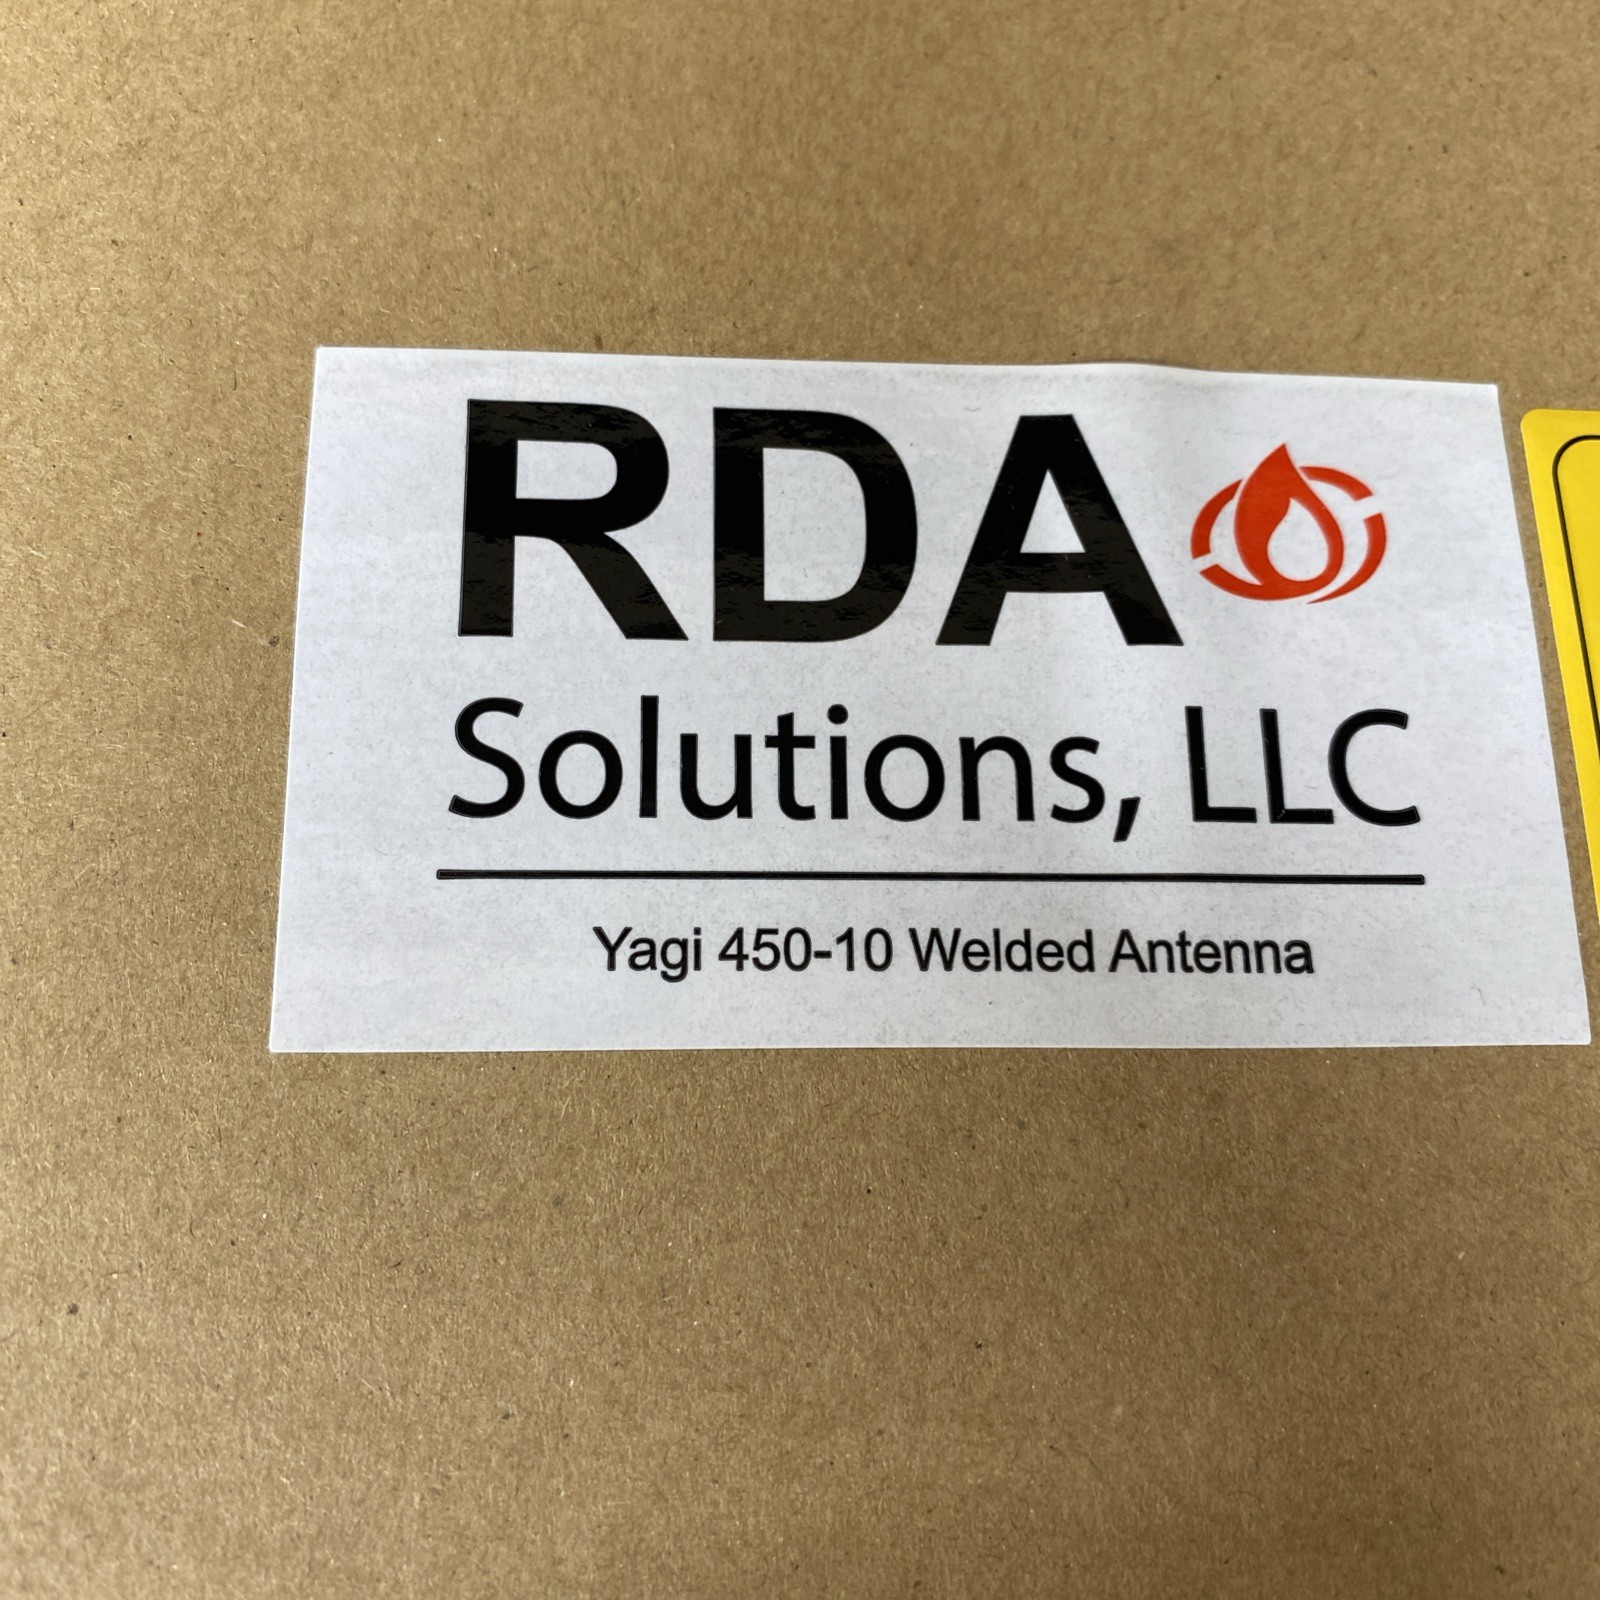 RDA
Solutions, LLC
Yagi 450-10 Welded Antenna